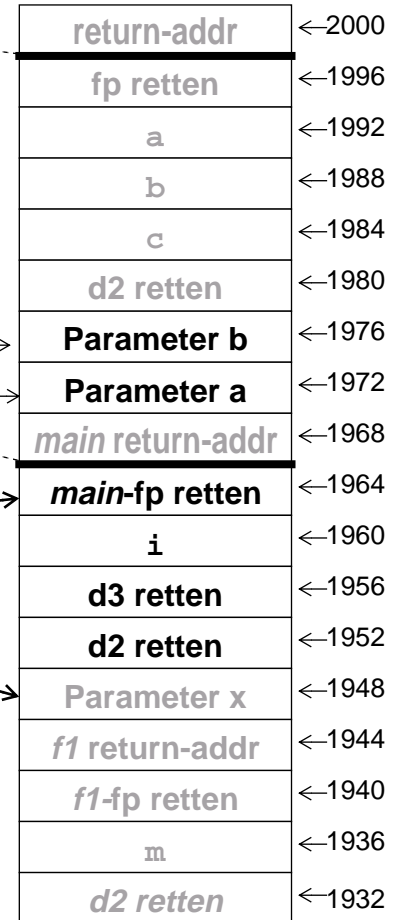 return-addr ←2000
fp retten ←1996
a ←1992
b ←1988
c ←1984
d2 retten ←1980
Parameter b ←1976
Parameter a ←1972
main return-addr ←1968
main-fp retten ←1964
i ←1960
d3 retten ←1956
d2 retten ←1952
Parameter x ←1948
f1 return-addr ←1944
f1-fp retten ←1940
m ←1936
d2 retten ←1932